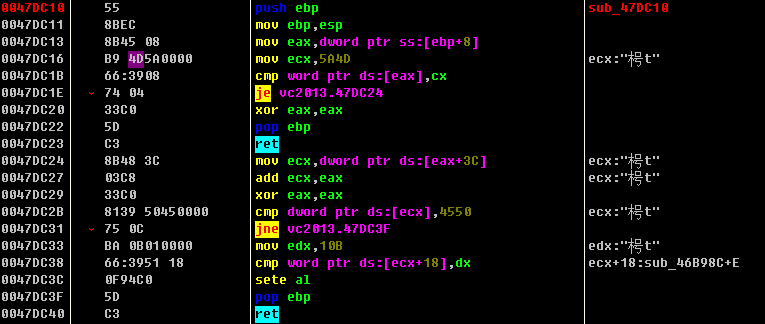 0047DC10 55 push ebp sub_47DC10
0047DC11 8BEC mov ebp,esp
0047DC13 8B45 08 mov eax,dword ptr ss:[ebp+8]
0047DC16 B9 4D5A0000 mov ecx,5A4D ecx:"枵t"
0047DC1B 66:3908 cmp word ptr ds:[eax],cx
0047DC1E 74 04 je vc2013.47DC24
0047DC20 33C0 xor eax,eax
0047DC22 5D pop ebp
0047DC23 C3 ret
0047DC24 8B48 3C mov ecx,dword ptr ds:[eax+3C] ecx:"枵t"
0047DC27 03C8 add ecx,eax ecx:"枵t"
0047DC29 33C0 xor eax,eax
0047DC2B 8139 50450000 cmp dword ptr ds:[ecx],4550 ecx:"枵t"
0047DC31 75 0C jne vc2013.47DC3F
0047DC33 BA 0B010000 mov edx,10B edx:"枵t"
0047DC38 66:3951 18 cmp word ptr ds:[ecx+18],dx ecx+18:sub_46B98C+E
0047DC3C 0F94C0 sete al
0047DC3F 5D pop ebp
0047DC40 C3 ret